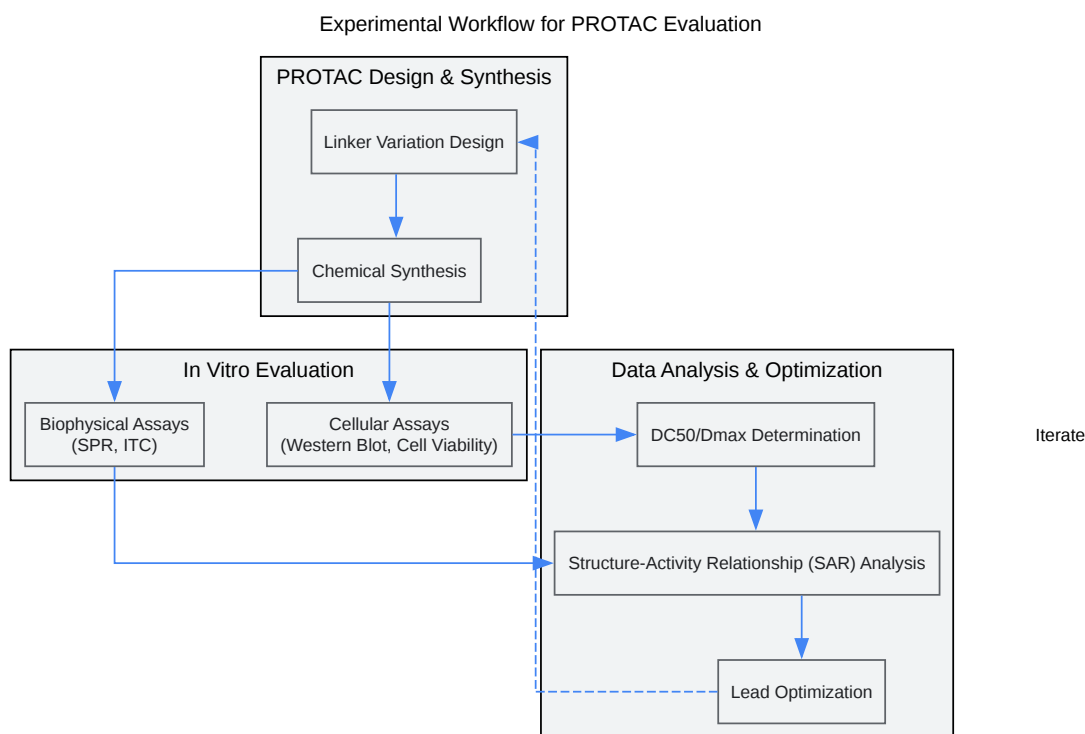 Experimental Workflow for PROTAC Evaluation
PROTAC Design & Synthesis
Linker Variation Design
Chemical Synthesis
In Vitro Evaluation
Biophysical Assays
(SPR, ITC)
Cellular Assays
(Western Blot, Cell Viability)
Data Analysis & Optimization
DC50/Dmax Determination
Structure-Activity Relationship (SAR) Analysis
Lead Optimization
Iterate